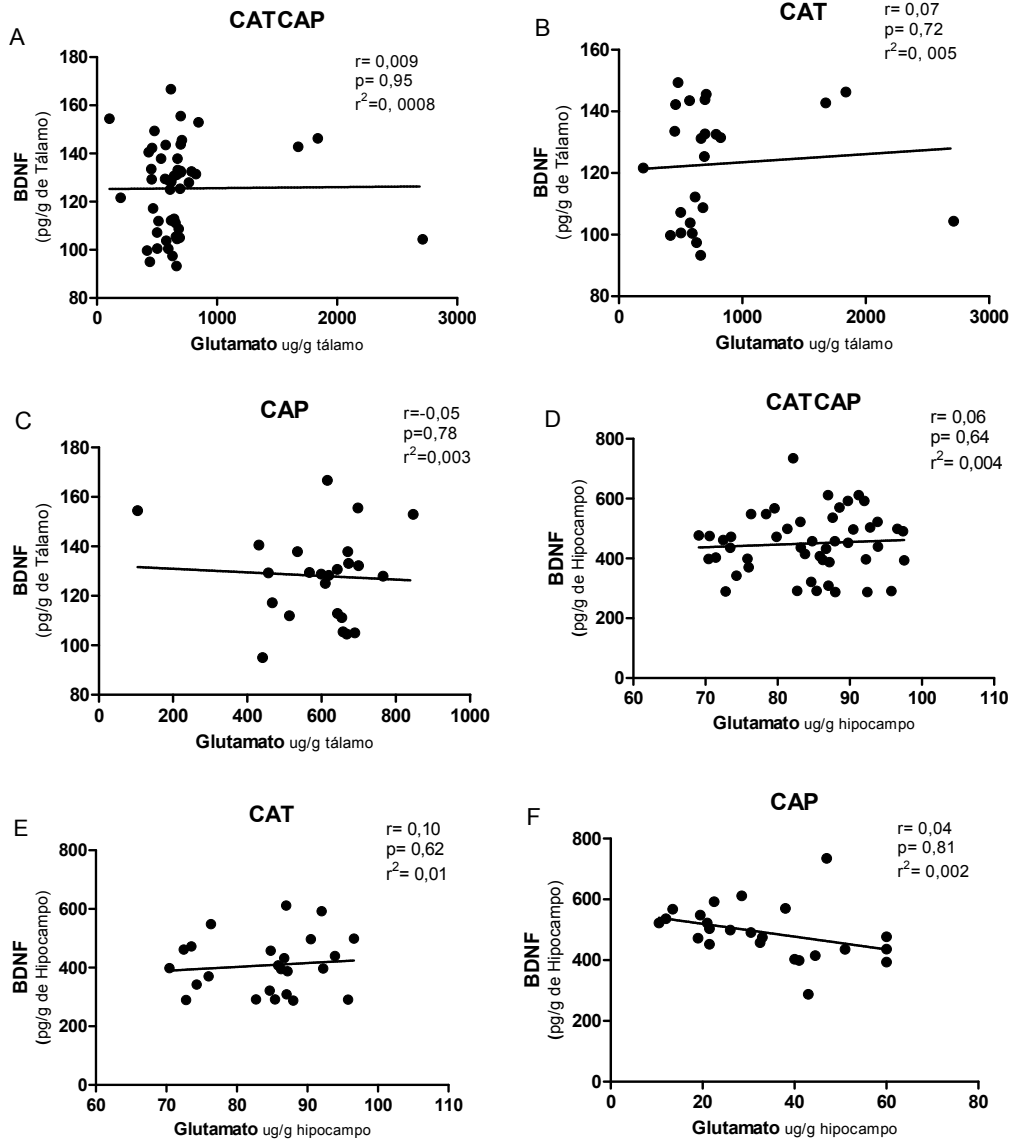 A
CATCAP
r= 0,009
p= 0,95
r²=0, 0008
BDNF
(pg/g de Tálamo)
180
160
140
120
100
80
0
1000
2000
3000
Glutamato ug/g tálamo
B
CAT
r= 0,07
p= 0,72
r²=0, 005
BDNF
(pg/g de Tálamo)
160
140
120
100
80
0
1000
2000
3000
Glutamato ug/g tálamo
C
CAP
r=-0,05
p=0,78
r²=0,003
BDNF
(pg/g de Tálamo)
180
160
140
120
100
80
0
200
400
600
800
1000
Glutamato ug/g tálamo
D
CATCAP
r= 0,06
p= 0,64
r²= 0,004
BDNF
(pg/g de Hipocampo)
800
600
400
200
0
60
70
80
90
100
110
Glutamato ug/g hipocampo
E
CAT
r= 0,10
p= 0,62
r²= 0,01
BDNF
(pg/g de Hipocampo)
800
600
400
200
0
60
70
80
90
100
110
Glutamato ug/g hipocampo
F
CAP
r= 0,04
p= 0,81
r²= 0,002
BDNF
(pg/g de Hipocampo)
800
600
400
200
0
0
20
40
60
80
Glutamato ug/g hipocampo